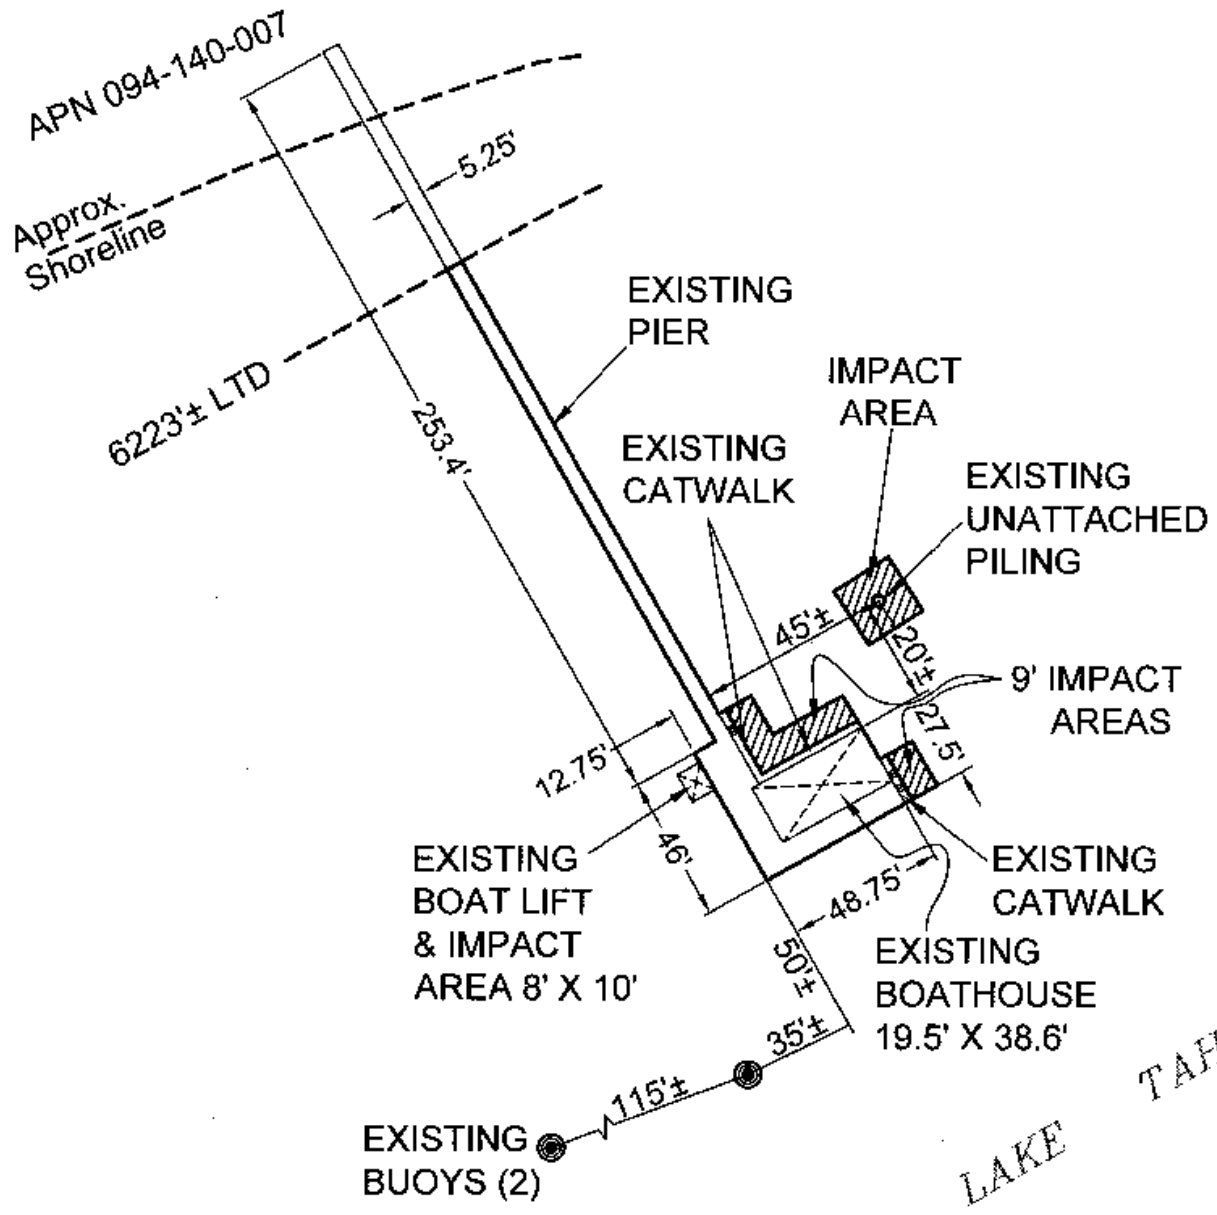 APN 094-140-007
5.25'
Approx.
Shoreline
EXISTING
PIER
6223'± LTD
253.4'
IMPACT
AREA
EXISTING
CATWALK
EXISTING
UNATTACHED
PILING
45'±
20'±
9' IMPACT
AREAS
27.5'
12.75'
46'
EXISTING
BOAT LIFT
& IMPACT
AREA 8' X 10'
48.75'
EXISTING
CATWALK
50'±
EXISTING
BOATHOUSE
19.5' X 38.6'
35'±
115'±
EXISTING
BUOYS (2)
LAKE TAH